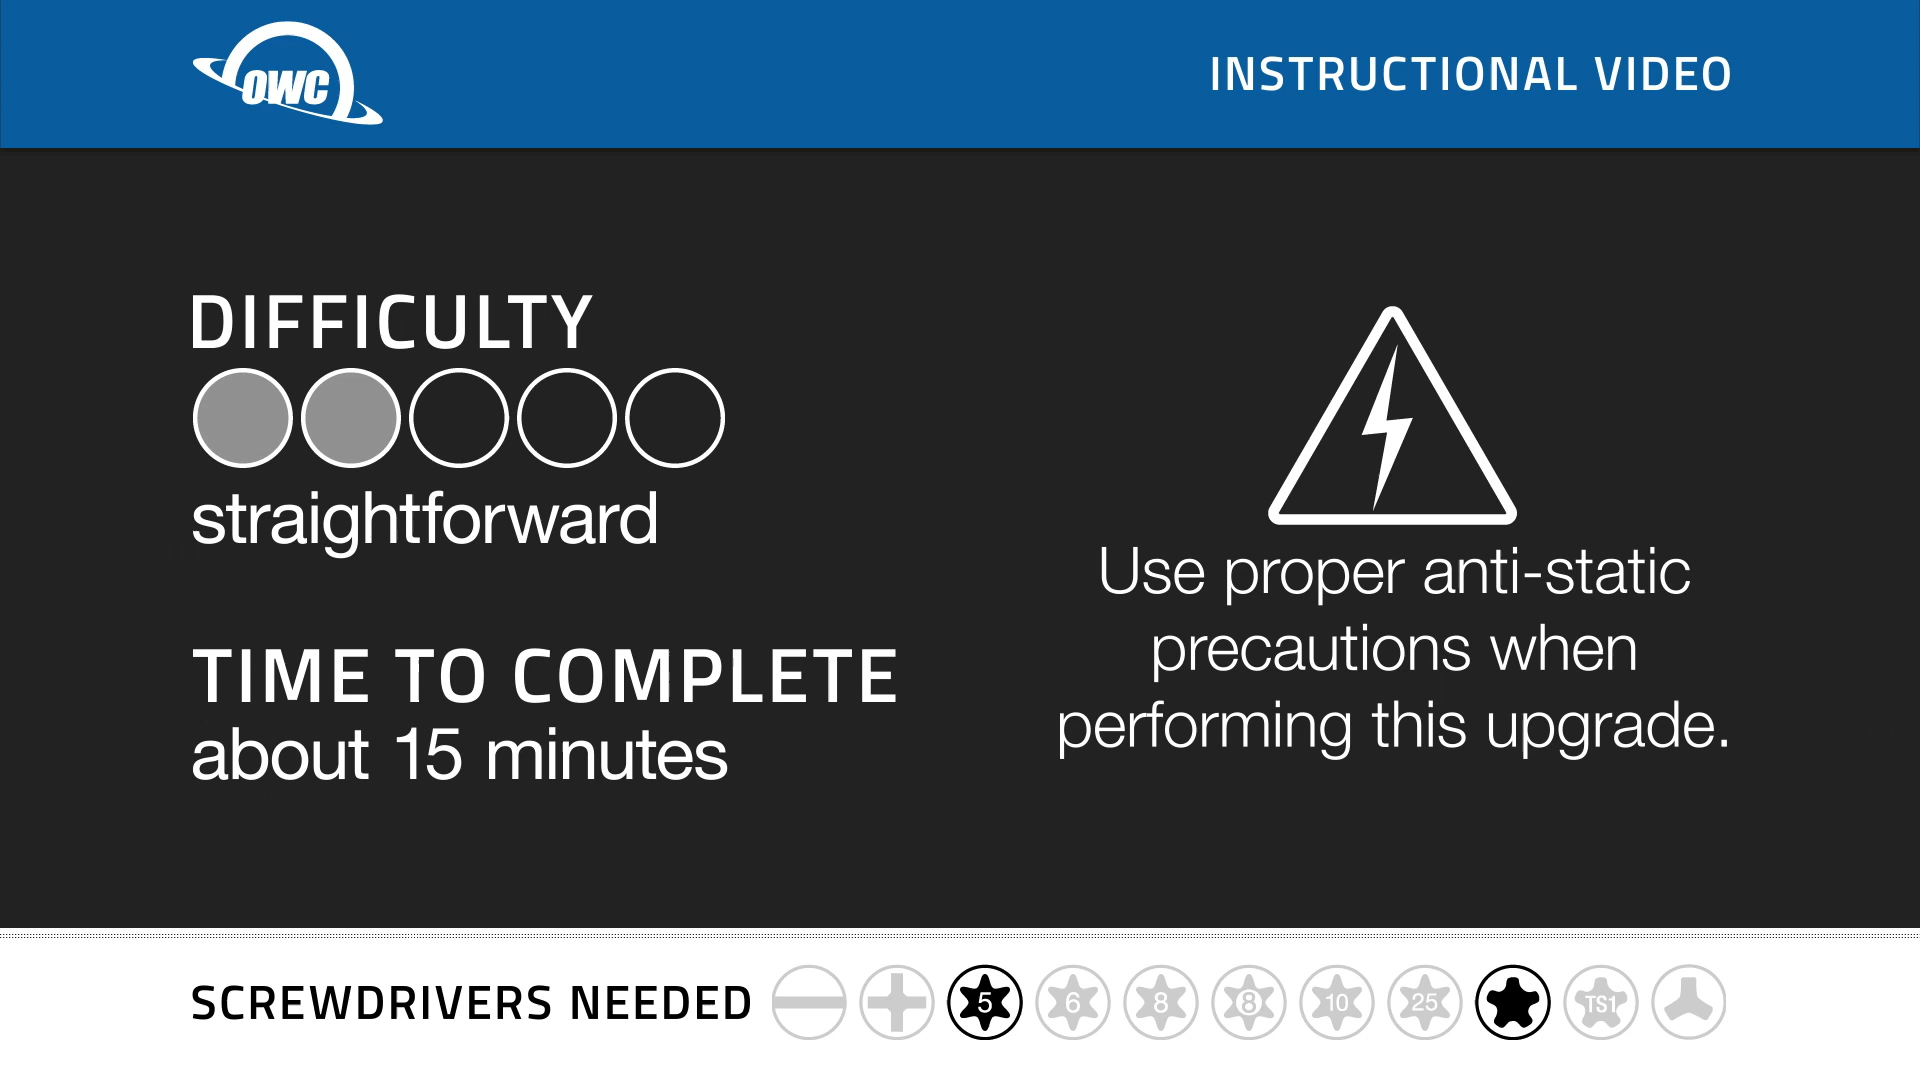 OWC
INSTRUCTIONAL VIDEO
DIFFICULTY
straightforward
TIME TO COMPLETE
about 15 minutes
Use proper anti-static
precautions when
performing this upgrade.
SCREWDRIVERS NEEDED 5 6 8 8 10 25 TS1